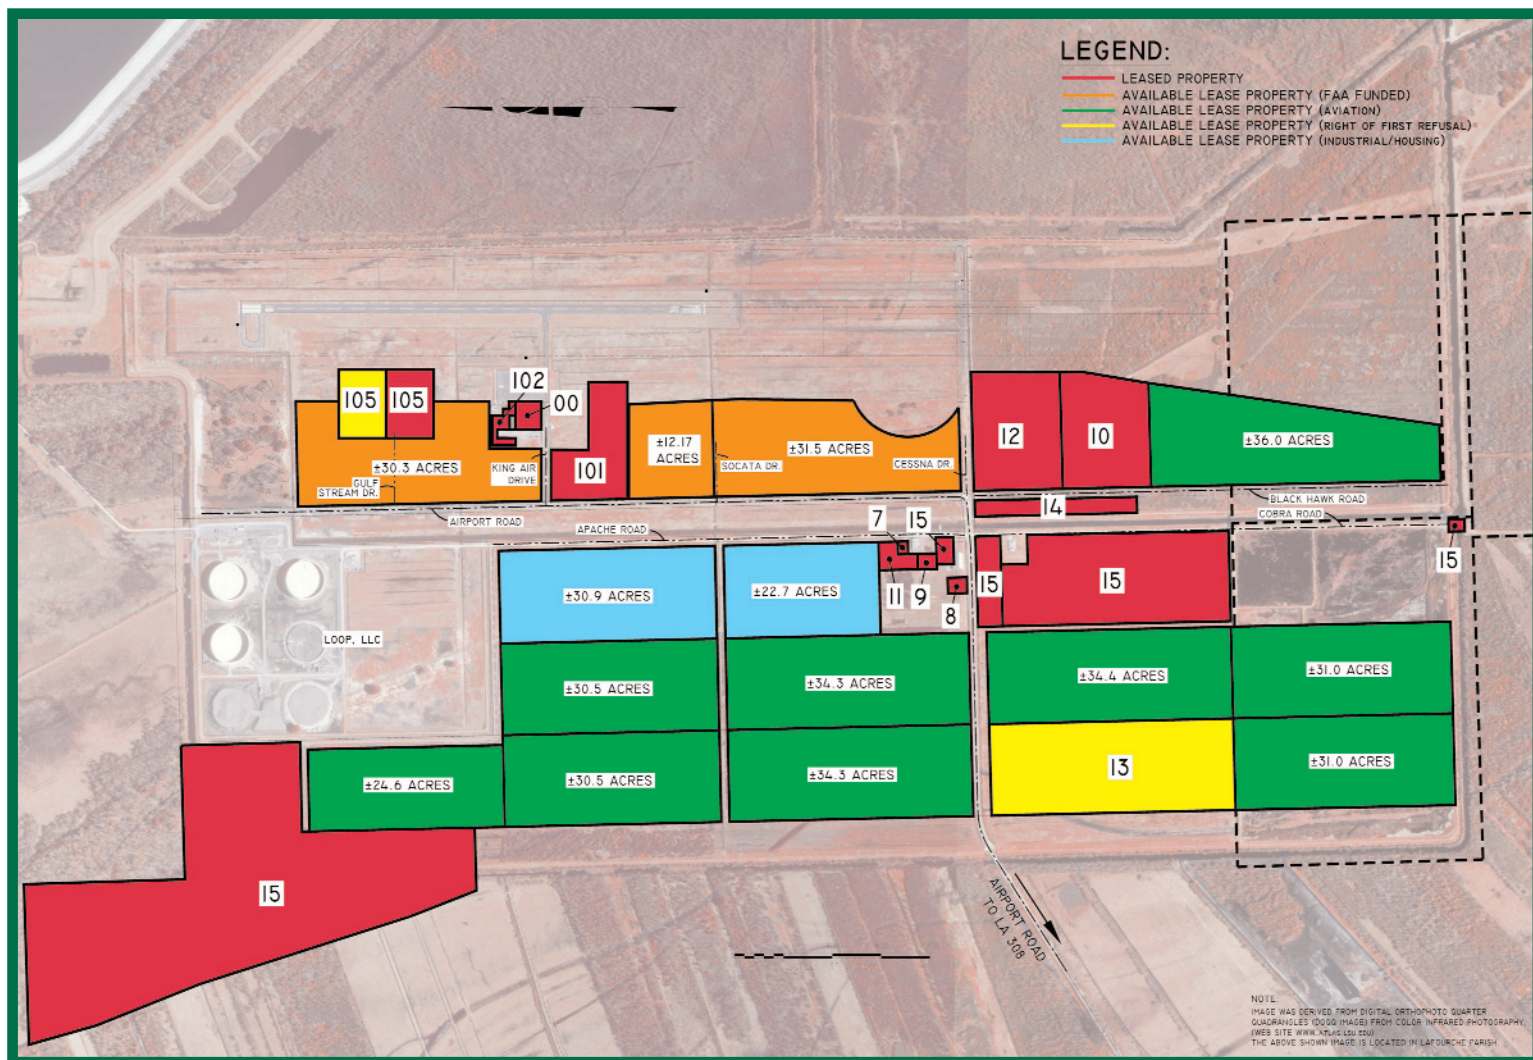 LEGEND:
LEASED PROPERTY
AVAILABLE LEASE PROPERTY (FAA FUNDED)
AVAILABLE LEASE PROPERTY (AVIATION)
AVAILABLE LEASE PROPERTY (RIGHT OF FIRST REFUSAL)
AVAILABLE LEASE PROPERTY (INDUSTRIAL/HOUSING)
105
105
102
00
±30.3 ACRES
GULF
STREAM DR.
KING AIR
DRIVE
101
±12.17
ACRES
SOCATA DR.
±31.5 ACRES
CESSNA DR.
12
10
±36.0 ACRES
14
BLACK HAWK ROAD
COBRA ROAD
AIRPORT ROAD
APACHE ROAD
7
15
11
9
8
15
15
15
±30.9 ACRES
±22.7 ACRES
LOOP, LLC
±30.5 ACRES
±34.3 ACRES
±34.4 ACRES
±31.0 ACRES
±24.6 ACRES
±30.5 ACRES
±34.3 ACRES
13
±31.0 ACRES
15
AIRPORT ROAD
TO LA 308
NOTE:
IMAGE WAS DERIVED FROM DIGITAL ORTHOPHOTO QUARTER
QUADRANGLES (DOQQ IMAGE) FROM COLOR INFRARED PHOTOGRAPHY,
(WEB SITE WWW.ATLAS.LSU.EDU)
THE ABOVE SHOWN IMAGE IS LOCATED IN LAFOURCHE PARISH